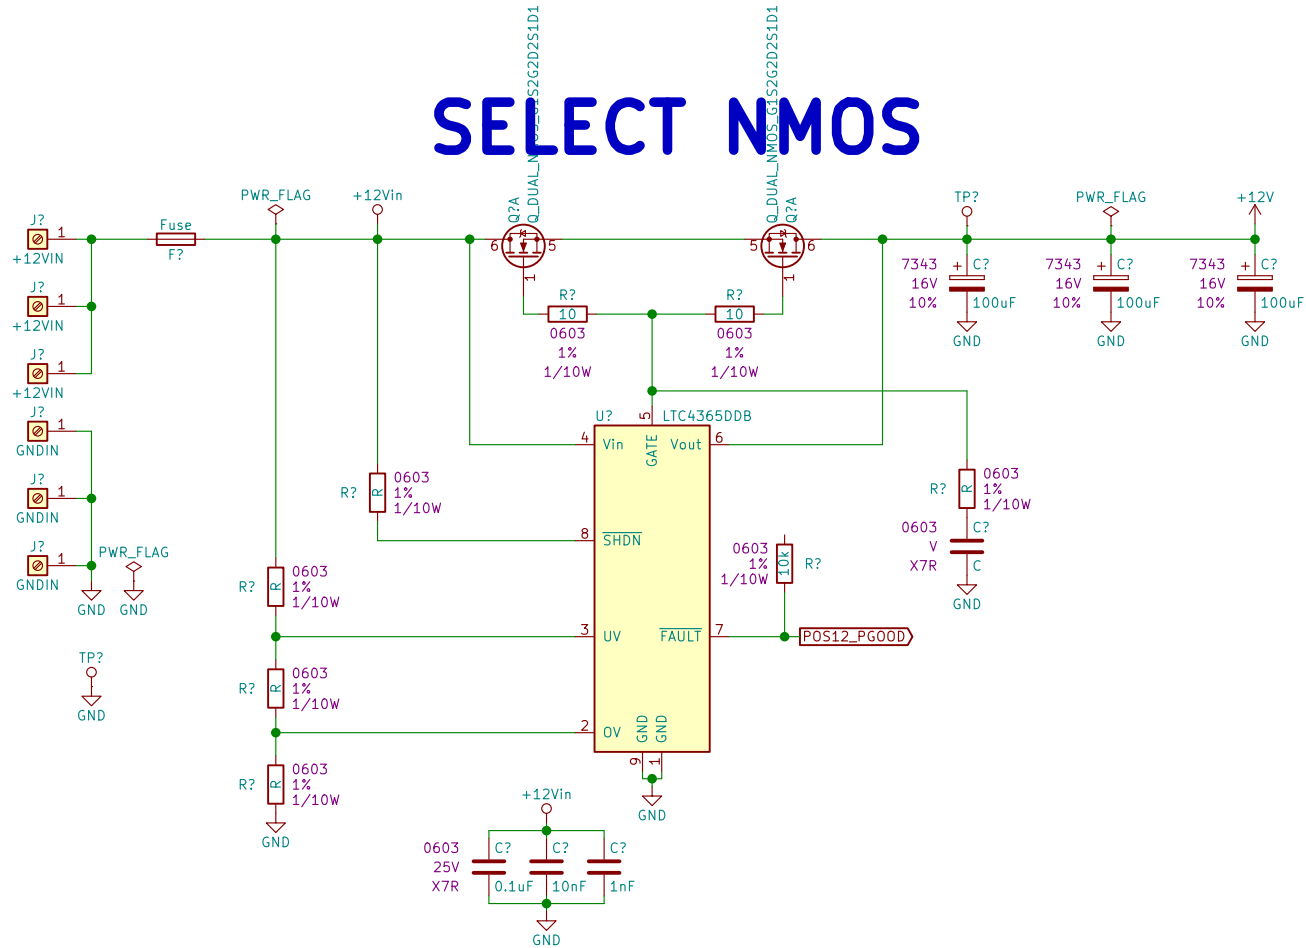 SELECT NMOS
Q_DUAL_NMOS_G1S2G2D2S1D1
Q?A
6
5
1
Q_DUAL_NMOS_G1S2G2D2S1D1
Q?A
5
6
1
J?
1
+12VIN
J?
1
+12VIN
J?
1
+12VIN
J?
1
GNDIN
J?
1
GNDIN
J?
1
GNDIN
GND
PWR_FLAG
GND
TP?
GND
Fuse
F?
PWR_FLAG
+12Vin
R?
10
0603
1%
1/10W
R?
10
0603
1%
1/10W
TP?
PWR_FLAG
+12V
7343
16V
10%
+
C?
100uF
GND
7343
16V
10%
+
C?
100uF
GND
7343
16V
10%
+
C?
100uF
GND
R?
R
0603
1%
1/10W
R?
R
0603
1%
1/10W
R?
R
0603
1%
1/10W
R?
R
0603
1%
1/10W
GND
U?
LTC4365DDB
5
GATE
4
Vin
Vout
6
8
SHDN
3
UV
FAULT
7
2
OV
GND
GND
9
1
GND
0603
1%
1/10W
10k
R?
POS12_PGOOD
R?
R
0603
1%
1/10W
0603
V
X7R
C?
C
GND
+12Vin
0603
25V
X7R
C?
0.1uF
C?
10nF
C?
1nF
GND